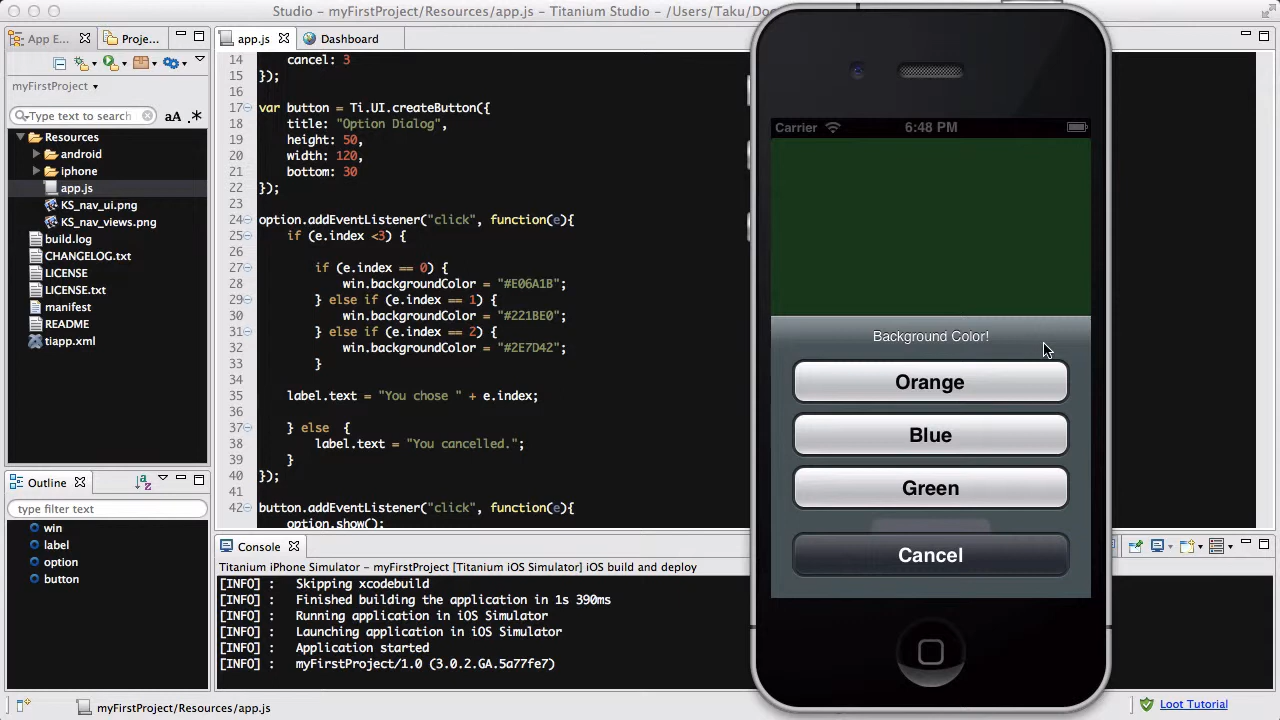 Studio - myFirstProject/Resources/app.js - Titanium Studio - /Users/Taku/Do
App E
Proje
app.js
Dashboard
myFirstProject
Type text to search
aA
Resources
android
iphone
app.js
KS_nav_ui.png
KS_nav_views.png
build.log
CHANGELOG.txt
LICENSE
LICENSE.txt
manifest
README
tiapp.xml
Outline
type filter text
win
label
option
button
14 cancel: 3
15 });
16
17 var button = Ti.UI.createButton({
18 title: "Option Dialog",
19 height: 50,
20 width: 120,
21 bottom: 30
22 });
23
24 option.addEventListener("click", function(e){
25 if (e.index <3) {
26
27 if (e.index == 0) {
28 win.backgroundColor = "#E06A1B";
29 } else if (e.index == 1) {
30 win.backgroundColor = "#221BE0";
31 } else if (e.index == 2) {
32 win.backgroundColor = "#2E7D42";
33 }
34
35 label.text = "You chose " + e.index;
36
37 } else {
38 label.text = "You cancelled.";
39 }
40 });
41
42 button.addEventListener("click", function(e){
option.show();
Console
Titanium iPhone Simulator - myFirstProject [Titanium iOS Simulator] iOS build and deploy
[INFO] : Skipping xcodebuild
[INFO] : Finished building the application in 1s 390ms
[INFO] : Running application in iOS Simulator
[INFO] : Launching application in iOS Simulator
[INFO] : Application started
[INFO] : myFirstProject/1.0 (3.0.2.GA.5a77fe7)
Carrier 6:48 PM
Background Color!
Orange
Blue
Green
Cancel
myFirstProject/Resources/app.js
Loot Tutorial